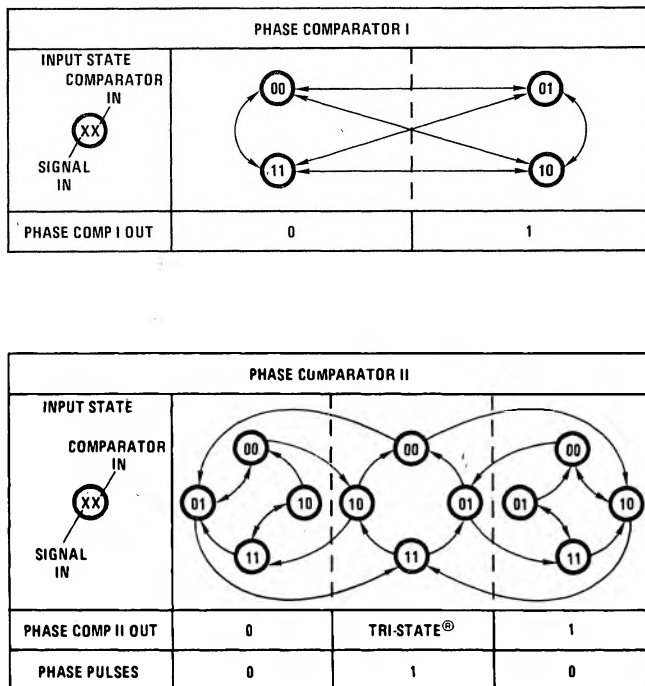 PHASE COMPARATOR I
INPUT STATE
COMPARATOR
IN
XX
SIGNAL
IN
00
01
11
10
PHASE COMP I OUT
0
1
PHASE COMPARATOR II
INPUT STATE
COMPARATOR
IN
XX
SIGNAL
IN
00
00
00
01
10
10
01
01
10
11
11
11
PHASE COMP II OUT
0
TRI-STATE®
1
PHASE PULSES
0
1
0